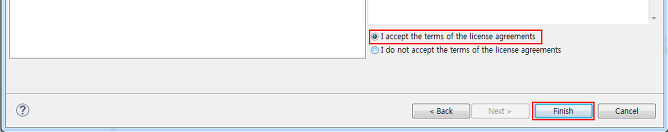 I accept the terms of the license agreements
I do not accept the terms of the license agreements
?
< Back
Next >
Finish
Cancel